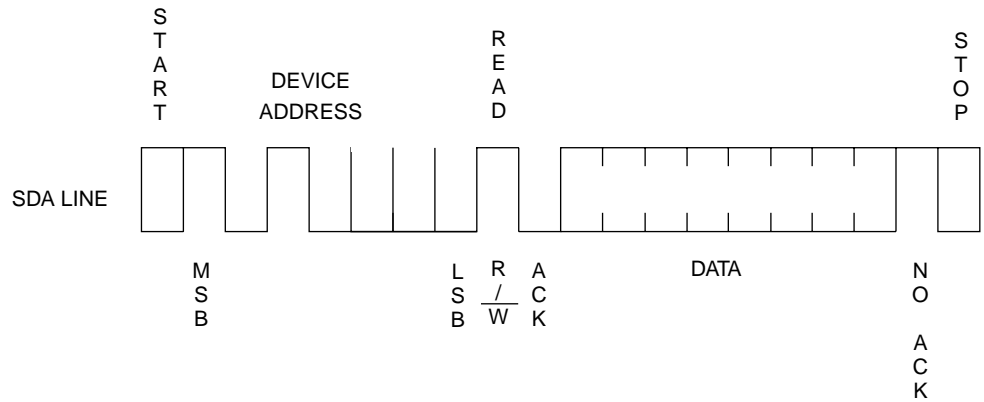 START
DEVICE
ADDRESS
READ
STOP
SDA LINE
MSB
LSB
R/W
ACK
DATA
NO ACK